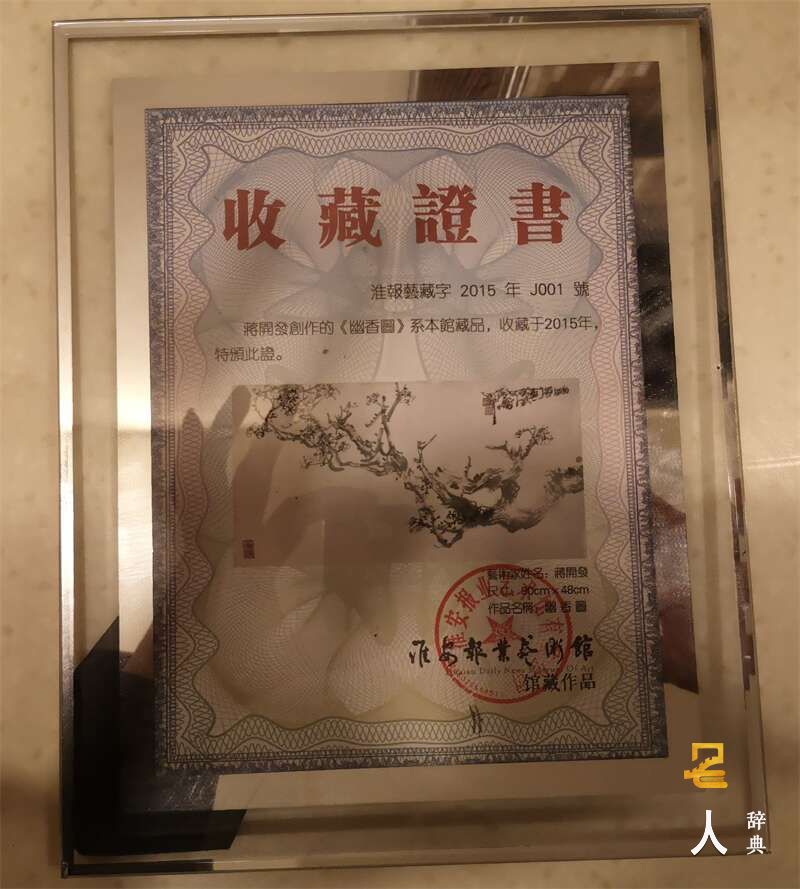 收藏證書
淮報藝藏字 2015 年 J001 號
蔣開發創作的《幽香圖》系本館藏品，收藏于2015年，
特頒此證。
藝術家姓名：蔣開發
尺寸：90cm×48cm
作品名稱：幽香圖
淮安報業藝術館
馆藏作品
人
辞典